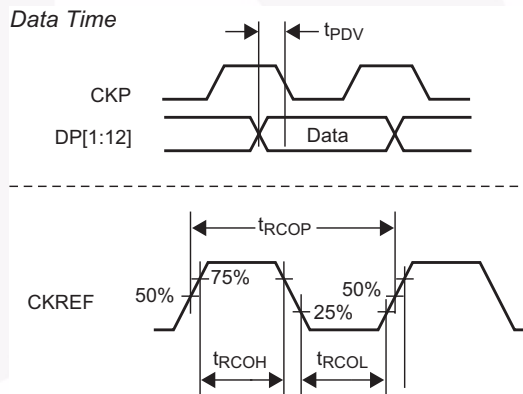 Data Time
tPDV
CKP
DP[1:12]
Data
tRCOP
75%
50%
50%
CKREF
25%
tRCOH
tRCOL